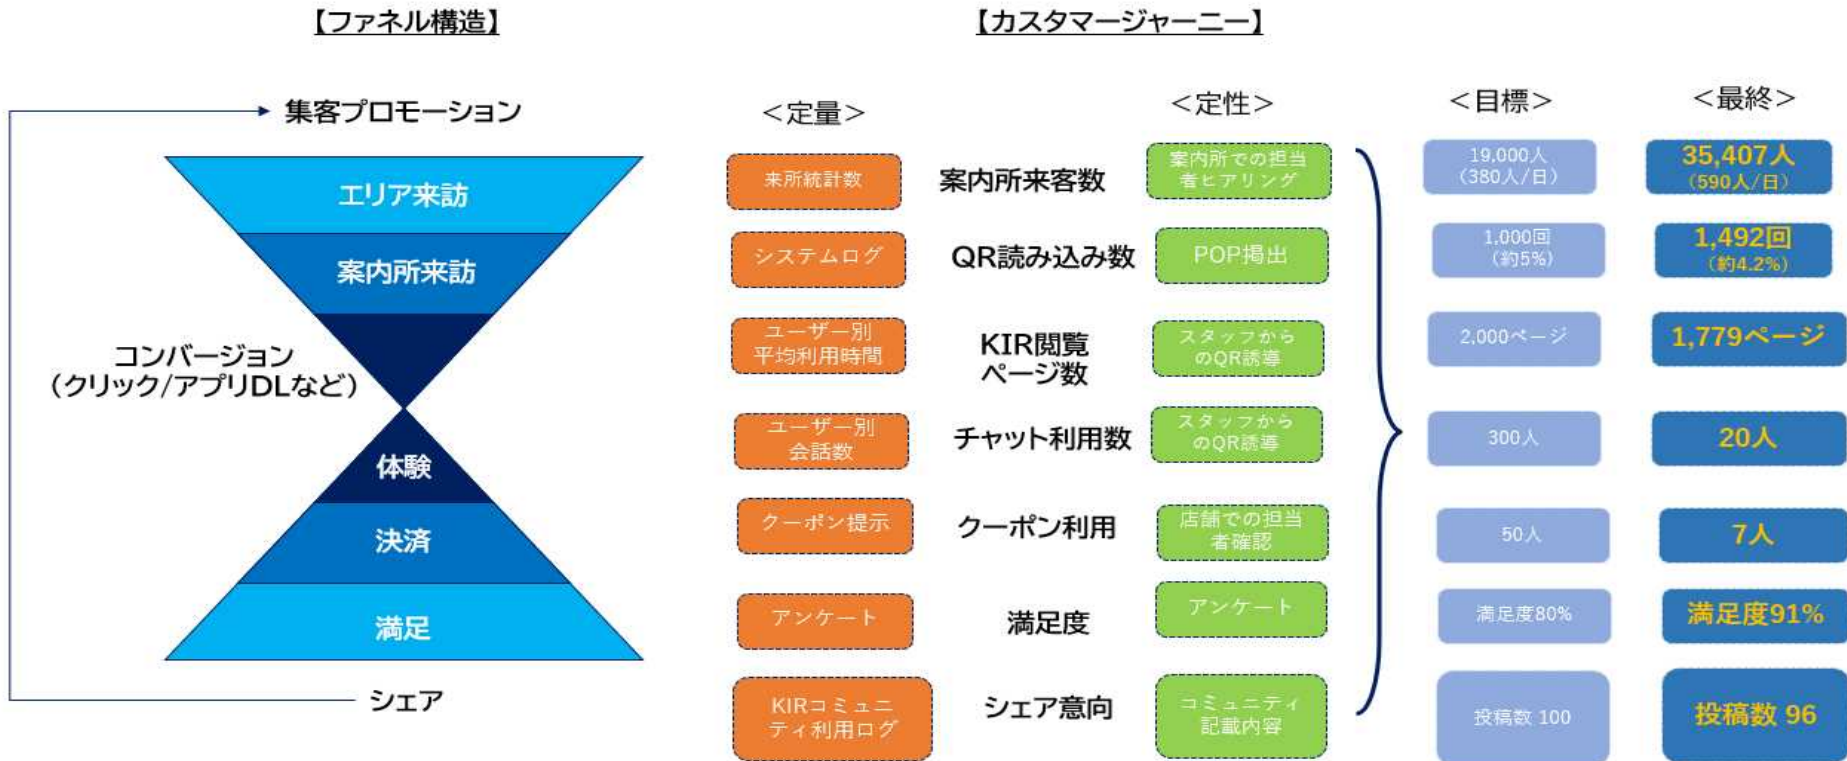 【ファネル構造】
【カスタマージャーニー】
集客プロモーション
＜定量＞
＜定性＞
＜目標＞
＜最終＞
エリア来訪
案内所来訪
コンバージョン
（クリック/アプリDLなど）
体験
決済
満足
シェア
来所統計数
案内所来客数
案内所での担当
者ヒアリング
19,000人
（380人/日）
35,407人
（590人/日）
システムログ
QR読み込み数
POP掲出
1,000回
（約5%）
1,492回
（約4.2%）
ユーザー別
平均利用時間
KIR閲覧
ページ数
スタッフから
のQR誘導
2,000ページ
1,779ページ
ユーザー別
会話数
チャット利用数
スタッフから
のQR誘導
300人
20人
クーポン提示
クーポン利用
店舗での担当
者確認
50人
7人
アンケート
満足度
アンケート
満足度80%
満足度91%
KIRコミュニ
ティ利用ログ
シェア意向
コミュニティ
記載内容
投稿数 100
投稿数 96